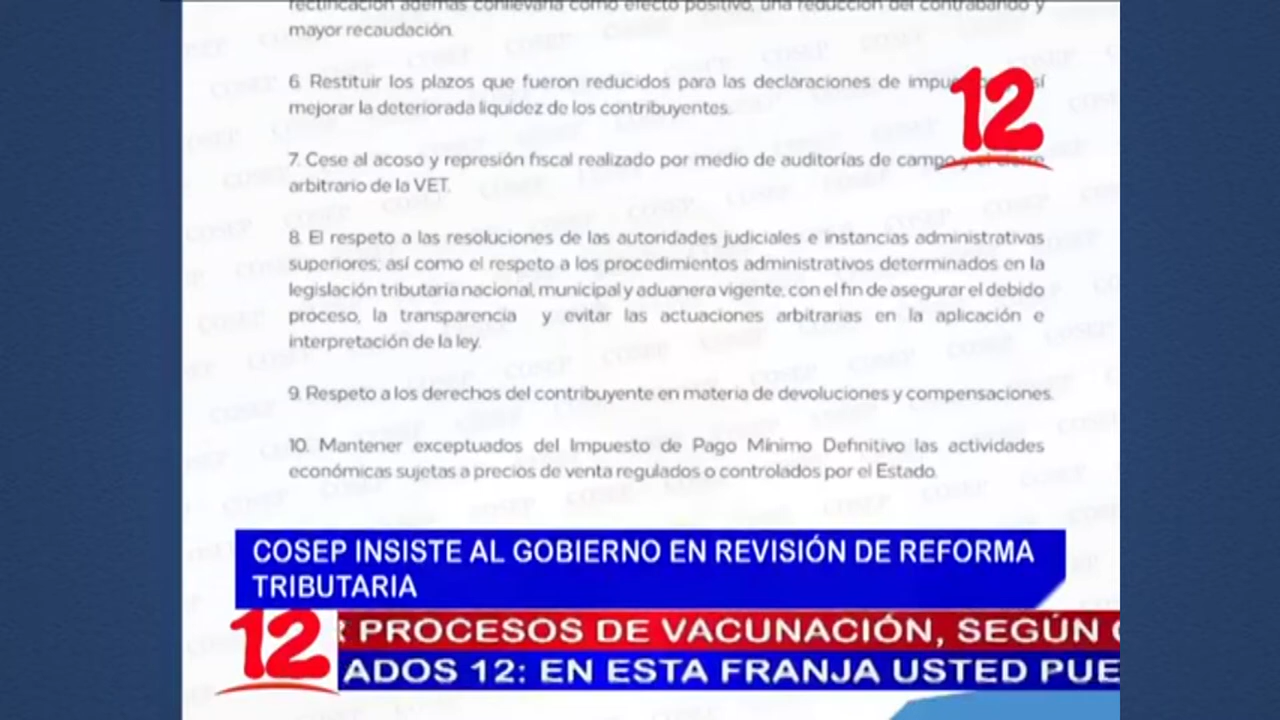 rectificación además conllevaría como efecto positivo, una reducción del contrabando y
mayor recaudación.
6. Restituir los plazos que fueron reducidos para las declaraciones de
mejorar la deteriorada liquidez de los contribuyentes.
12
7. Cese al acoso y represión fiscal realizado por medio de auditorías de campo y el
arbitrario de la VET.
8. El respeto a las resoluciones de las autoridades judiciales e instancias administrativas
superiores; así como el respeto a los procedimientos administrativos determinados en la
legislación tributaria nacional, municipal y aduanera vigente, con el fin de asegurar el debido
proceso, la transparencia y evitar las actuaciones arbitrarias en la aplicación e
interpretación de la ley.
9. Respeto a los derechos del contribuyente en materia de devoluciones y compensaciones.
10. Mantener exceptuados del Impuesto de Pago Mínimo Definitivo las actividades
económicas sujetas a precios de venta regulados o controlados por el Estado.
COSEP INSISTE AL GOBIERNO EN REVISIÓN DE REFORMA
TRIBUTARIA
12
PROCESOS DE VACUNACIÓN, SEGÚN
ADOS 12: EN ESTA FRANJA USTED PUE